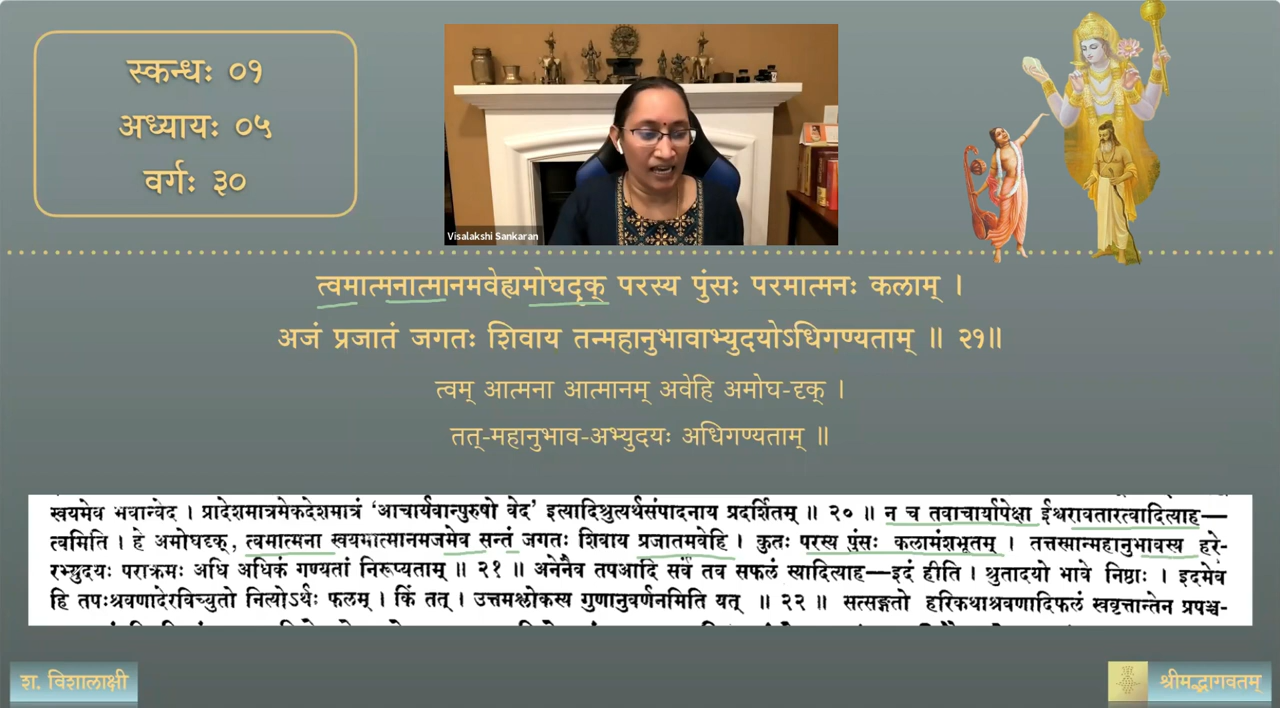 स्कन्धः ०१
अध्यायः ०५
वर्गः ३०
Visalakshi Sankaran
त्वमात्मनात्मानमवेह्यमोघदृक् परस्य पुंसः परमात्मनः कलाम् ।
अजं प्रजातं जगतः शिवाय तन्महानुभावाभ्युदयोऽधिगण्यताम् ॥ २१॥
त्वम् आत्मना आत्मानम् अवेहि अमोघ-दृक् ।
तत्-महानुभाव-अभ्युदयः अधिगण्यताम् ॥
स्वयमेव भवान्वेद । प्रादेशमात्रमेकदेशमात्रं ‘आचार्यवान्पुरुषो वेद’ इत्यादिश्रुत्यर्थसंपादनाय प्रदर्शितम् ॥ २० ॥ न च तवाचार्यापेक्षा ईश्वरावतारत्वादित्याह—
त्वमिति । हे अमोघदृक्, त्वमात्मना स्वयमात्मानमजमेव सन्तं जगतः शिवाय प्रजातमवेहि । कुतः परस्य पुंसः कलामंशभूतम् । तत्तस्मान्महानुभावस्य हरे-
रभ्युदयः पराक्रमः अधि अधिकं गण्यतां निरूप्यताम् ॥ २१ ॥ अनेनैव तपआदि सर्वं तव सफलं स्यादित्याह—इदं हीति । श्रुतादयो भावे निष्ठाः । इदमेव
हि तपःश्रवणादेरविच्युतो नित्योऽर्थः फलम् । किं तत् । उत्तमश्लोकस्य गुणानुवर्णनमिति यत् ॥ २२ ॥ सत्सङ्गतो हरिकथाश्रवणादिफलं स्ववृत्तान्तेन प्रपञ्च-
श. विशालाक्षी
श्रीमद्भागवतम्